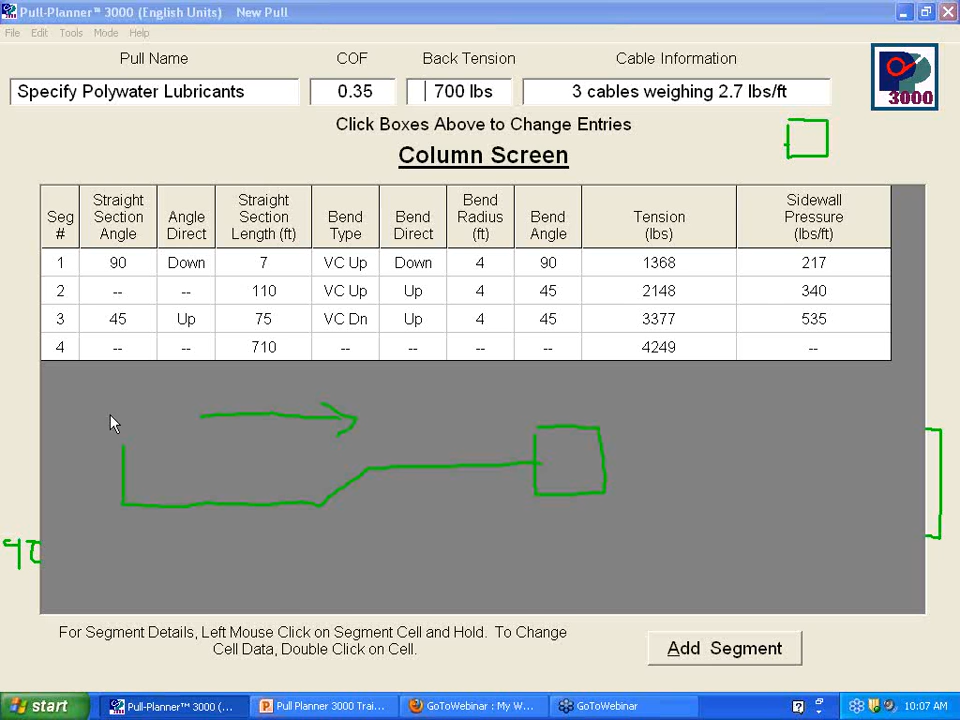 Pull-Planner™ 3000 (English Units) - New Pull
File Edit Tools Mode Help
Pull Name COF Back Tension Cable Information
Specify Polywater Lubricants 0.35 700 lbs 3 cables weighing 2.7 lbs/ft
3000
Click Boxes Above to Change Entries
Column Screen
Seg # Straight Section Angle Angle Direct Straight Section Length (ft) Bend Type Bend Direct Bend Radius (ft) Bend Angle Tension (lbs) Sidewall Pressure (lbs/ft)
1 90 Down 7 VC Up Down 4 90 1368 217
2 -- -- 110 VC Up Up 4 45 2148 340
3 45 Up 75 VC Dn Up 4 45 3377 535
4 -- -- 710 -- -- -- -- 4249 --
For Segment Details, Left Mouse Click on Segment Cell and Hold. To Change
Cell Data, Double Click on Cell.
Add Segment
start Pull-Planner™ 3000 (... Pull Planner 3000 Trai... GoToWebinar : My W... GoToWebinar 10:07 AM